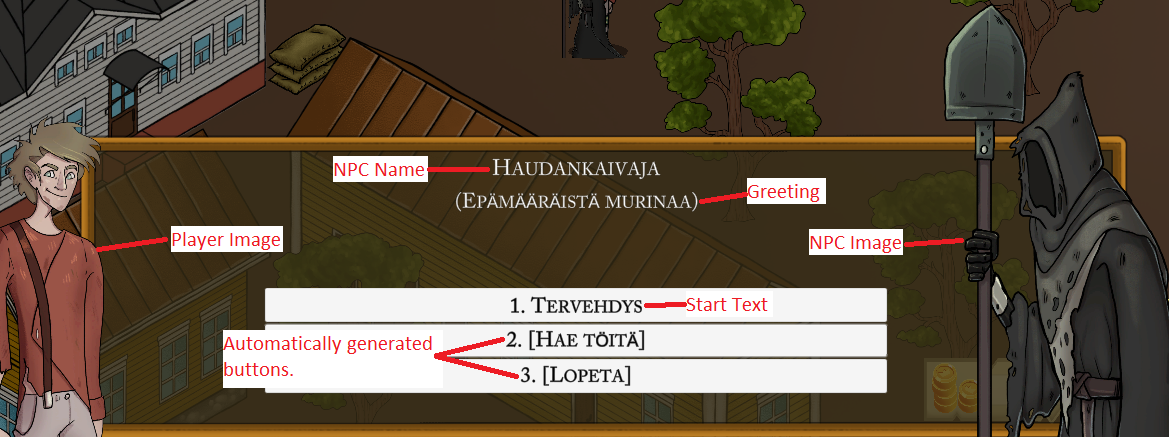 NPC Name
HAUDANKAIVAJA
(EPÄMÄÄRÄISTÄ MURINAA)
Greeting
Player Image
NPC Image
1. TERVEHDYS
Start Text
Automatically generated
buttons.
2. [HAE TÖITÄ]
3. [LOPETA]